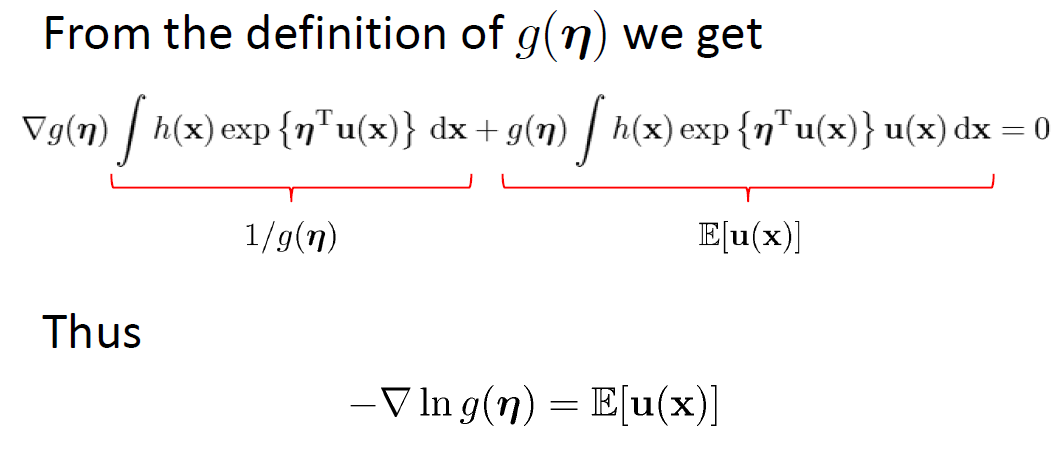 From the definition of g(η) we get
∇g(η) ∫ h(x) exp {ηᵀu(x)} dx + g(η) ∫ h(x) exp {ηᵀu(x)} u(x) dx = 0
1/g(η) 𝔼[u(x)]
Thus
−∇ ln g(η) = 𝔼[u(x)]